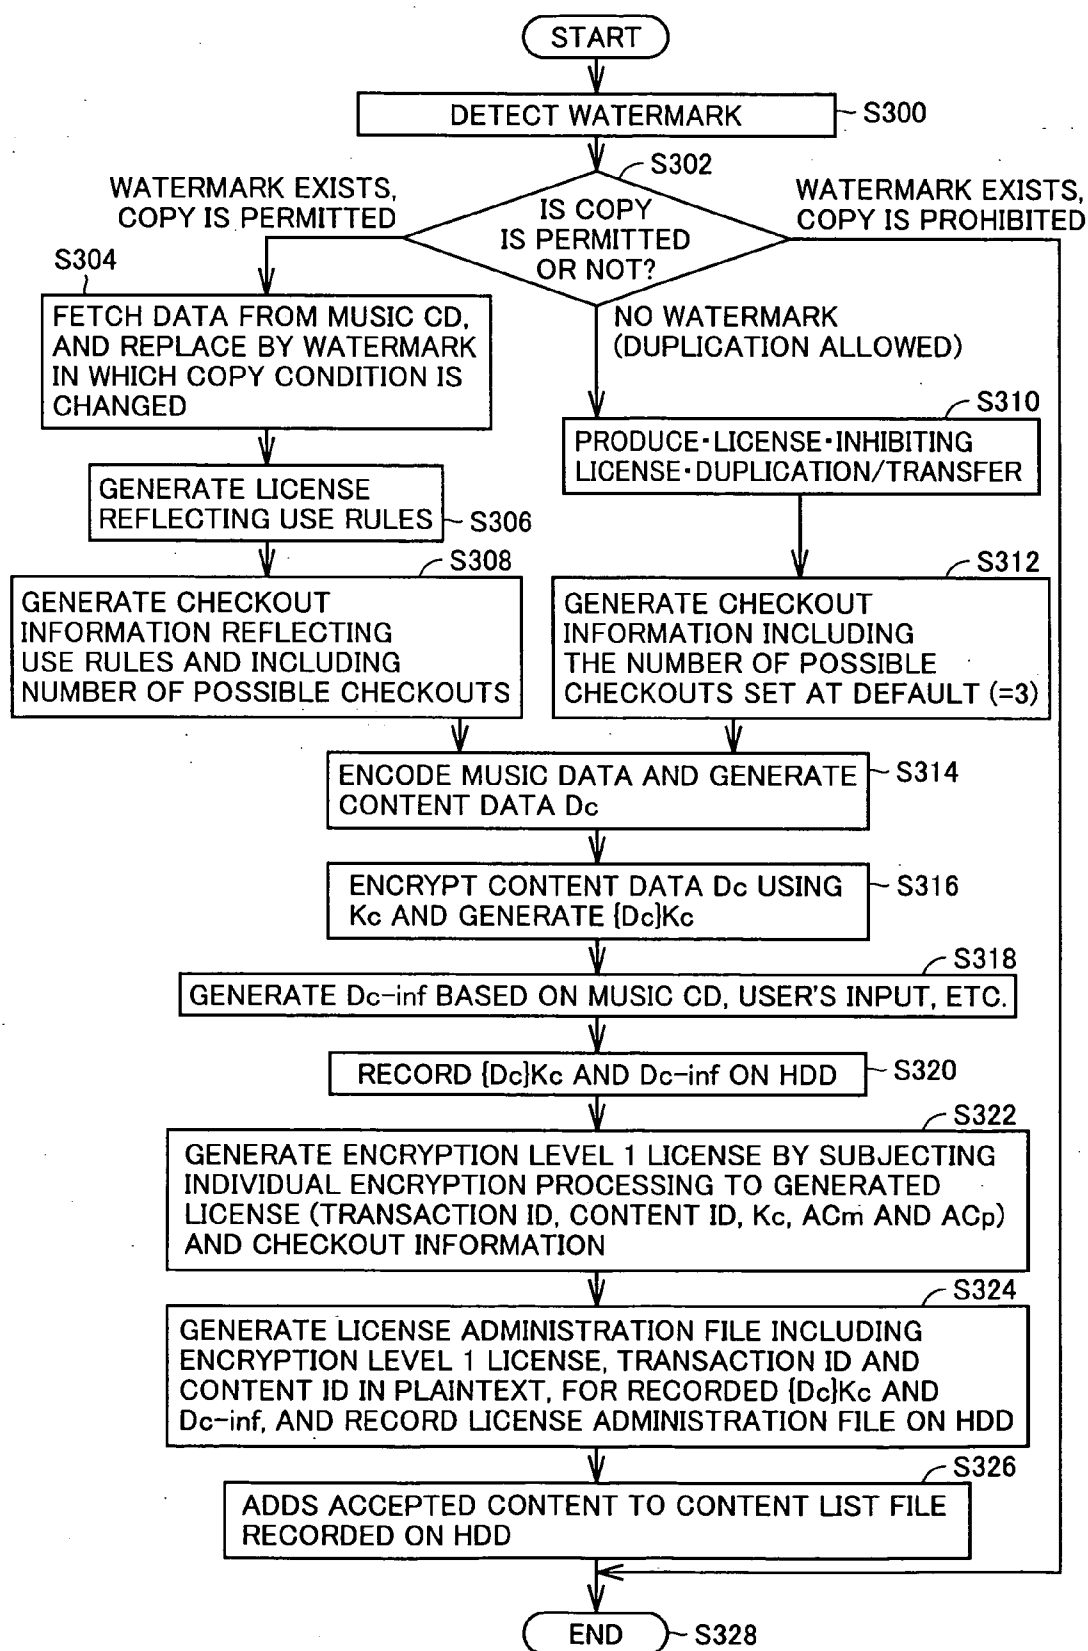 START
DETECT WATERMARK
S300
S302
WATERMARK EXISTS,
COPY IS PERMITTED
IS COPY
IS PERMITTED
OR NOT?
WATERMARK EXISTS,
COPY IS PROHIBITED
S304
FETCH DATA FROM MUSIC CD,
AND REPLACE BY WATERMARK
IN WHICH COPY CONDITION IS
CHANGED
NO WATERMARK
(DUPLICATION ALLOWED)
S310
PRODUCE·LICENSE·INHIBITING
LICENSE·DUPLICATION/TRANSFER
GENERATE LICENSE
REFLECTING USE RULES
S306
S308
GENERATE CHECKOUT
INFORMATION REFLECTING
USE RULES AND INCLUDING
NUMBER OF POSSIBLE CHECKOUTS
S312
GENERATE CHECKOUT
INFORMATION INCLUDING
THE NUMBER OF POSSIBLE
CHECKOUTS SET AT DEFAULT (=3)
ENCODE MUSIC DATA AND GENERATE
CONTENT DATA Dc
S314
ENCRYPT CONTENT DATA Dc USING
Kc AND GENERATE {Dc}Kc
S316
S318
GENERATE Dc-inf BASED ON MUSIC CD, USER'S INPUT, ETC.
RECORD {Dc}Kc AND Dc-inf ON HDD
S320
S322
GENERATE ENCRYPTION LEVEL 1 LICENSE BY SUBJECTING
INDIVIDUAL ENCRYPTION PROCESSING TO GENERATED
LICENSE (TRANSACTION ID, CONTENT ID, Kc, ACm AND ACp)
AND CHECKOUT INFORMATION
S324
GENERATE LICENSE ADMINISTRATION FILE INCLUDING
ENCRYPTION LEVEL 1 LICENSE, TRANSACTION ID AND
CONTENT ID IN PLAINTEXT, FOR RECORDED {Dc}Kc AND
Dc-inf, AND RECORD LICENSE ADMINISTRATION FILE ON HDD
S326
ADDS ACCEPTED CONTENT TO CONTENT LIST FILE
RECORDED ON HDD
END
S328